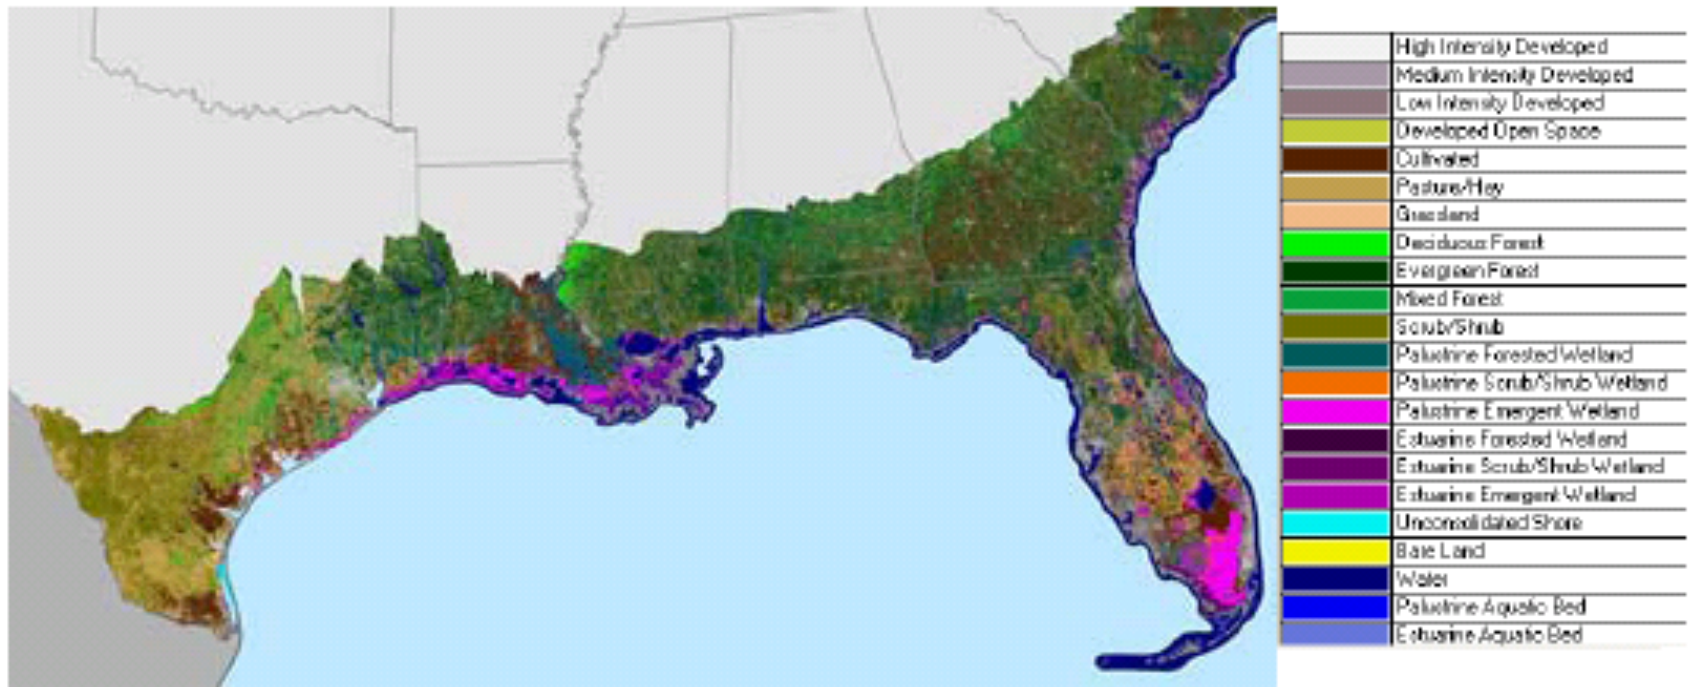 High Intensity Developed
Medium Intensity Developed
Low Intensity Developed
Developed Open Space
Cultivated
Pasture/Hay
Grassland
Deciduous Forest
Evergreen Forest
Mixed Forest
Scrub/Shrub
Palustrine Forested Wetland
Palustrine Scrub/Shrub Wetland
Palustrine Emergent Wetland
Estuarine Forested Wetland
Estuarine Scrub/Shrub Wetland
Estuarine Emergent Wetland
Unconsolidated Shore
Bare Land
Water
Palustrine Aquatic Bed
Estuarine Aquatic Bed